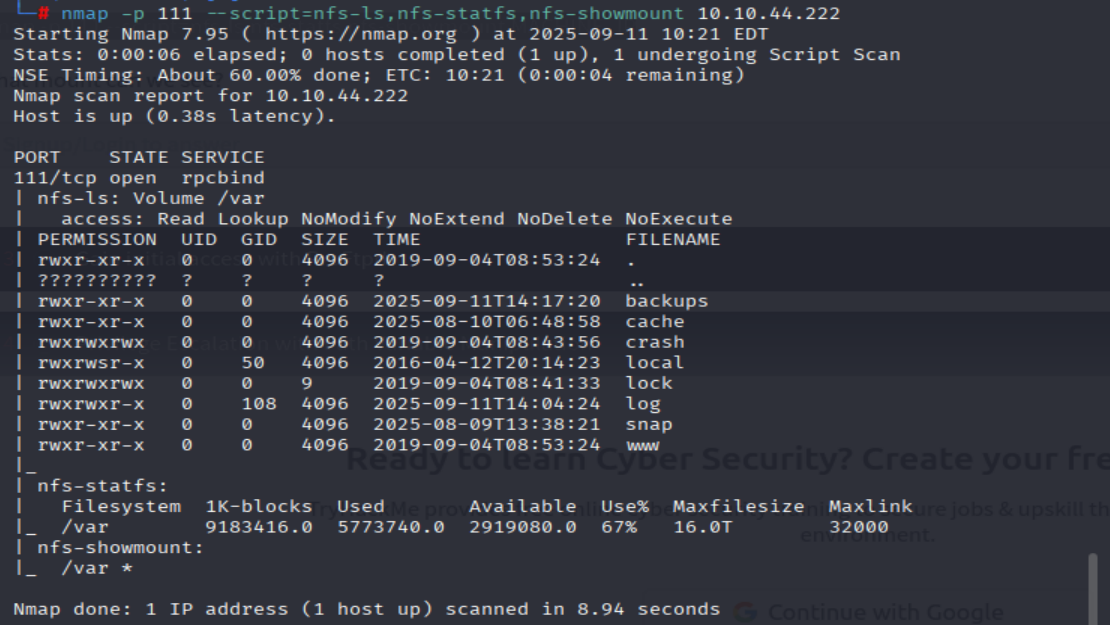 └─# nmap -p 111 --script=nfs-ls,nfs-statfs,nfs-showmount 10.10.44.222
Starting Nmap 7.95 ( https://nmap.org ) at 2025-09-11 10:21 EDT
Stats: 0:00:06 elapsed; 0 hosts completed (1 up), 1 undergoing Script Scan
NSE Timing: About 60.00% done; ETC: 10:21 (0:00:04 remaining)
Nmap scan report for 10.10.44.222
Host is up (0.38s latency).
PORT    STATE SERVICE
111/tcp open  rpcbind
| nfs-ls: Volume /var
|   access: Read Lookup NoModify NoExtend NoDelete NoExecute
| PERMISSION  UID  GID  SIZE  TIME                 FILENAME
| rwxr-xr-x   0    0    4096  2019-09-04T08:53:24  .
| ??????????  ?    ?    ?     ?                    ..
| rwxr-xr-x   0    0    4096  2025-09-11T14:17:20  backups
| rwxr-xr-x   0    0    4096  2025-08-10T06:48:58  cache
| rwxrwxrwx   0    0    4096  2019-09-04T08:43:56  crash
| rwxrwsr-x   0    50   4096  2016-04-12T20:14:23  local
| rwxrwxrwx   0    0    9     2019-09-04T08:41:33  lock
| rwxrwxr-x   0    108  4096  2025-09-11T14:04:24  log
| rwxr-xr-x   0    0    4096  2025-08-09T13:38:21  snap
| rwxr-xr-x   0    0    4096  2019-09-04T08:53:24  www
|_
Ready to learn Cyber Security? Create your fre
| nfs-statfs:
|   Filesystem  1K-blocks  Used       Available  Use%  Maxfilesize  Maxlink
|_  /var        9183416.0  5773740.0  2919080.0  67%   16.0T        32000
environment.
| nfs-showmount:
|_  /var *
Nmap done: 1 IP address (1 host up) scanned in 8.94 seconds
Continue with Google